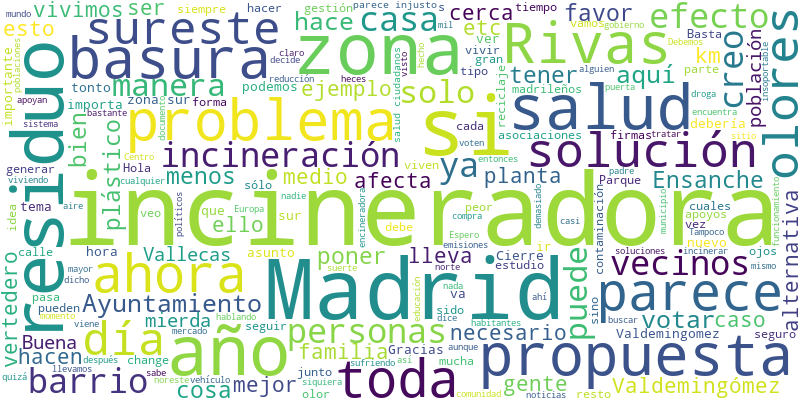 mundo
vivimos
siempre
hacer
gestión
tiempo
parece injusto
efecto
gobierno
esto
ser
sureste
hace
casa
cerca
favor
vamos
Debemos
poblaciones
basura
zona
etc
ver
vivir
Rivas
Basta
decide
claro
reducción
importante
apoyan
tonto
importa
manera
podemos
ejemplo
solo
gran
tipo
aquí
km
parte
creo
población
insoportable
residuo
sistema
bastante
zona sur
forma
madrileños
tener
alguien
puerta
droga
encuentra
olores
bien
problema
si
salud
debería
sitio
documento
cada
asociaciones
firmas
tratar
Centro
voten
reciclaje
salud ciudadanos
visto
heces
hecho
mil
plástico
Hola
incineración
ya
viven
entonces
solución
generar
viviendo
cualquier
menos
medio
afecta
planta
Ensanche
padre
Parque
idea
tema
aire
sólo
nadie
peor
compra
demasiado
cuales
apoyos
vez
incineradora
veo
que
Europa
sur
debe
casi
nuevo
contaminación
municipio
funcionamiento
políticos
ello
encineradora
Espero
emisiones
Tampoco
incinerar
calle
hora
Vallecas
asunto
poner
lleva
Cierre
ir
vecinos
soluciones
ojos
alternativa
vertedero
mayor
dicho
pasa
pueden
ahora
suerte
norte
va
estudio
puede
sino
mismo
Madrid
parece
Ayuntamiento
nada
ahí
buscar
momento
viene
día
mierda
mercado
seguir
hablando
personas
educación
sido
dice
necesario
habitantes
votar
caso
Valdemingomez
seguro
Buena
hacen
año
familia
Gracias
aunque
propuesta
quizá
después
change
llevamos
sabe
barrio
cosa
mejor
junto
toda
mucha
gente
Valdemingómez
noreste
vehículo
olor
sufriendo
así
siquiera
comunidad
noticias
resto